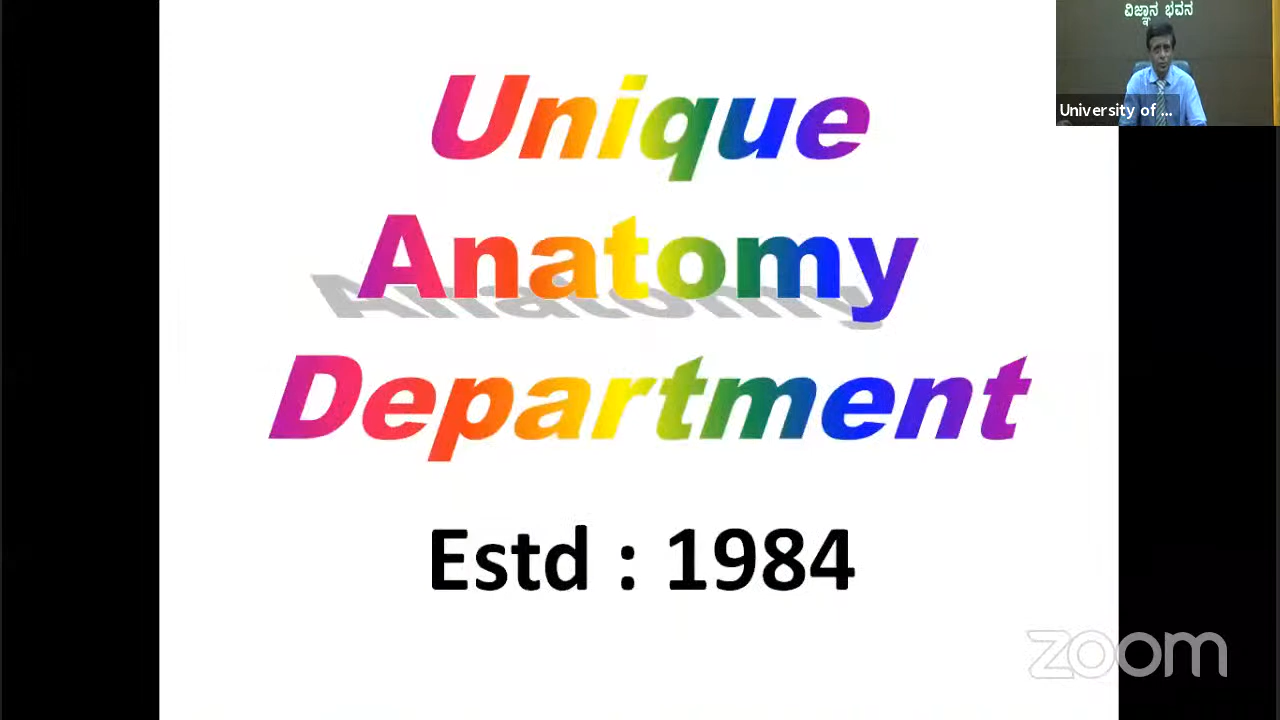 Unique
Anatomy
Department
Estd : 1984
ವಿಜ್ಞಾನ ಭವನ
University of ...
zoom